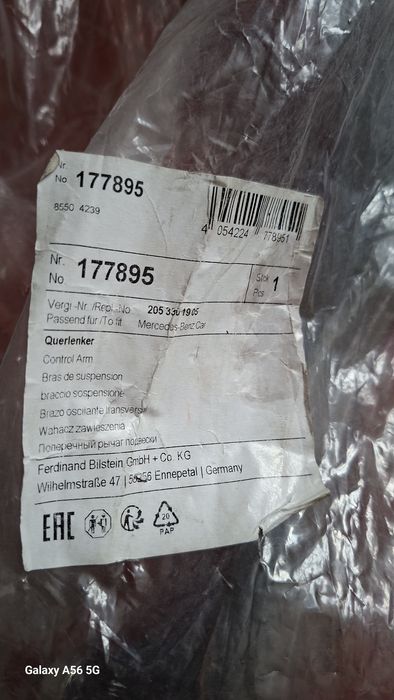 Nr.
No 177895
8550 4239
4 054224 778951
Nr.
No 177895
Stck
Pcs 1
Vergl.-Nr. /Repl.-No. 205 330 1905
Passend für /To fit Mercedes-Benz Car
Querlenker
Control Arm
Bras de suspension
braccio sospensione
Brazo oscilante transversal
Wahacz zawieszenia
Поперечный рычаг подвески
Ferdinand Bilstein GmbH + Co. KG
Wilhelmstraße 47 | 58256 Ennepetal | Germany
EAC
20
PAP
Galaxy A56 5G